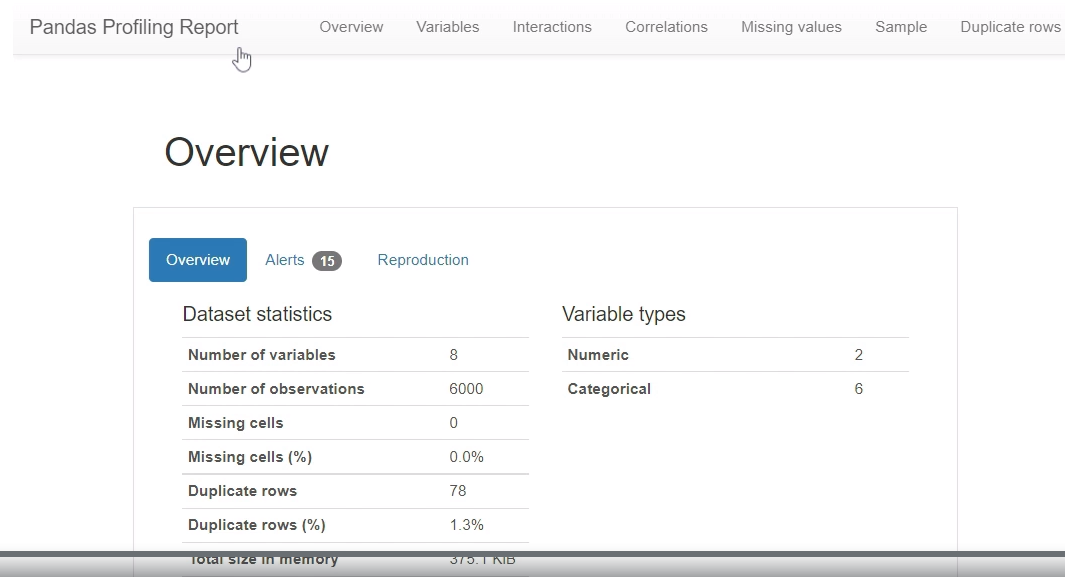 Pandas Profiling Report Overview Variables Interactions Correlations Missing values Sample Duplicate rows
Overview
Overview Alerts 15 Reproduction
Dataset statistics Variable types
Number of variables 8 Numeric 2
Number of observations 6000 Categorical 6
Missing cells 0
Missing cells (%) 0.0%
Duplicate rows 78
Duplicate rows (%) 1.3%
Total size in memory 375.1 KiB